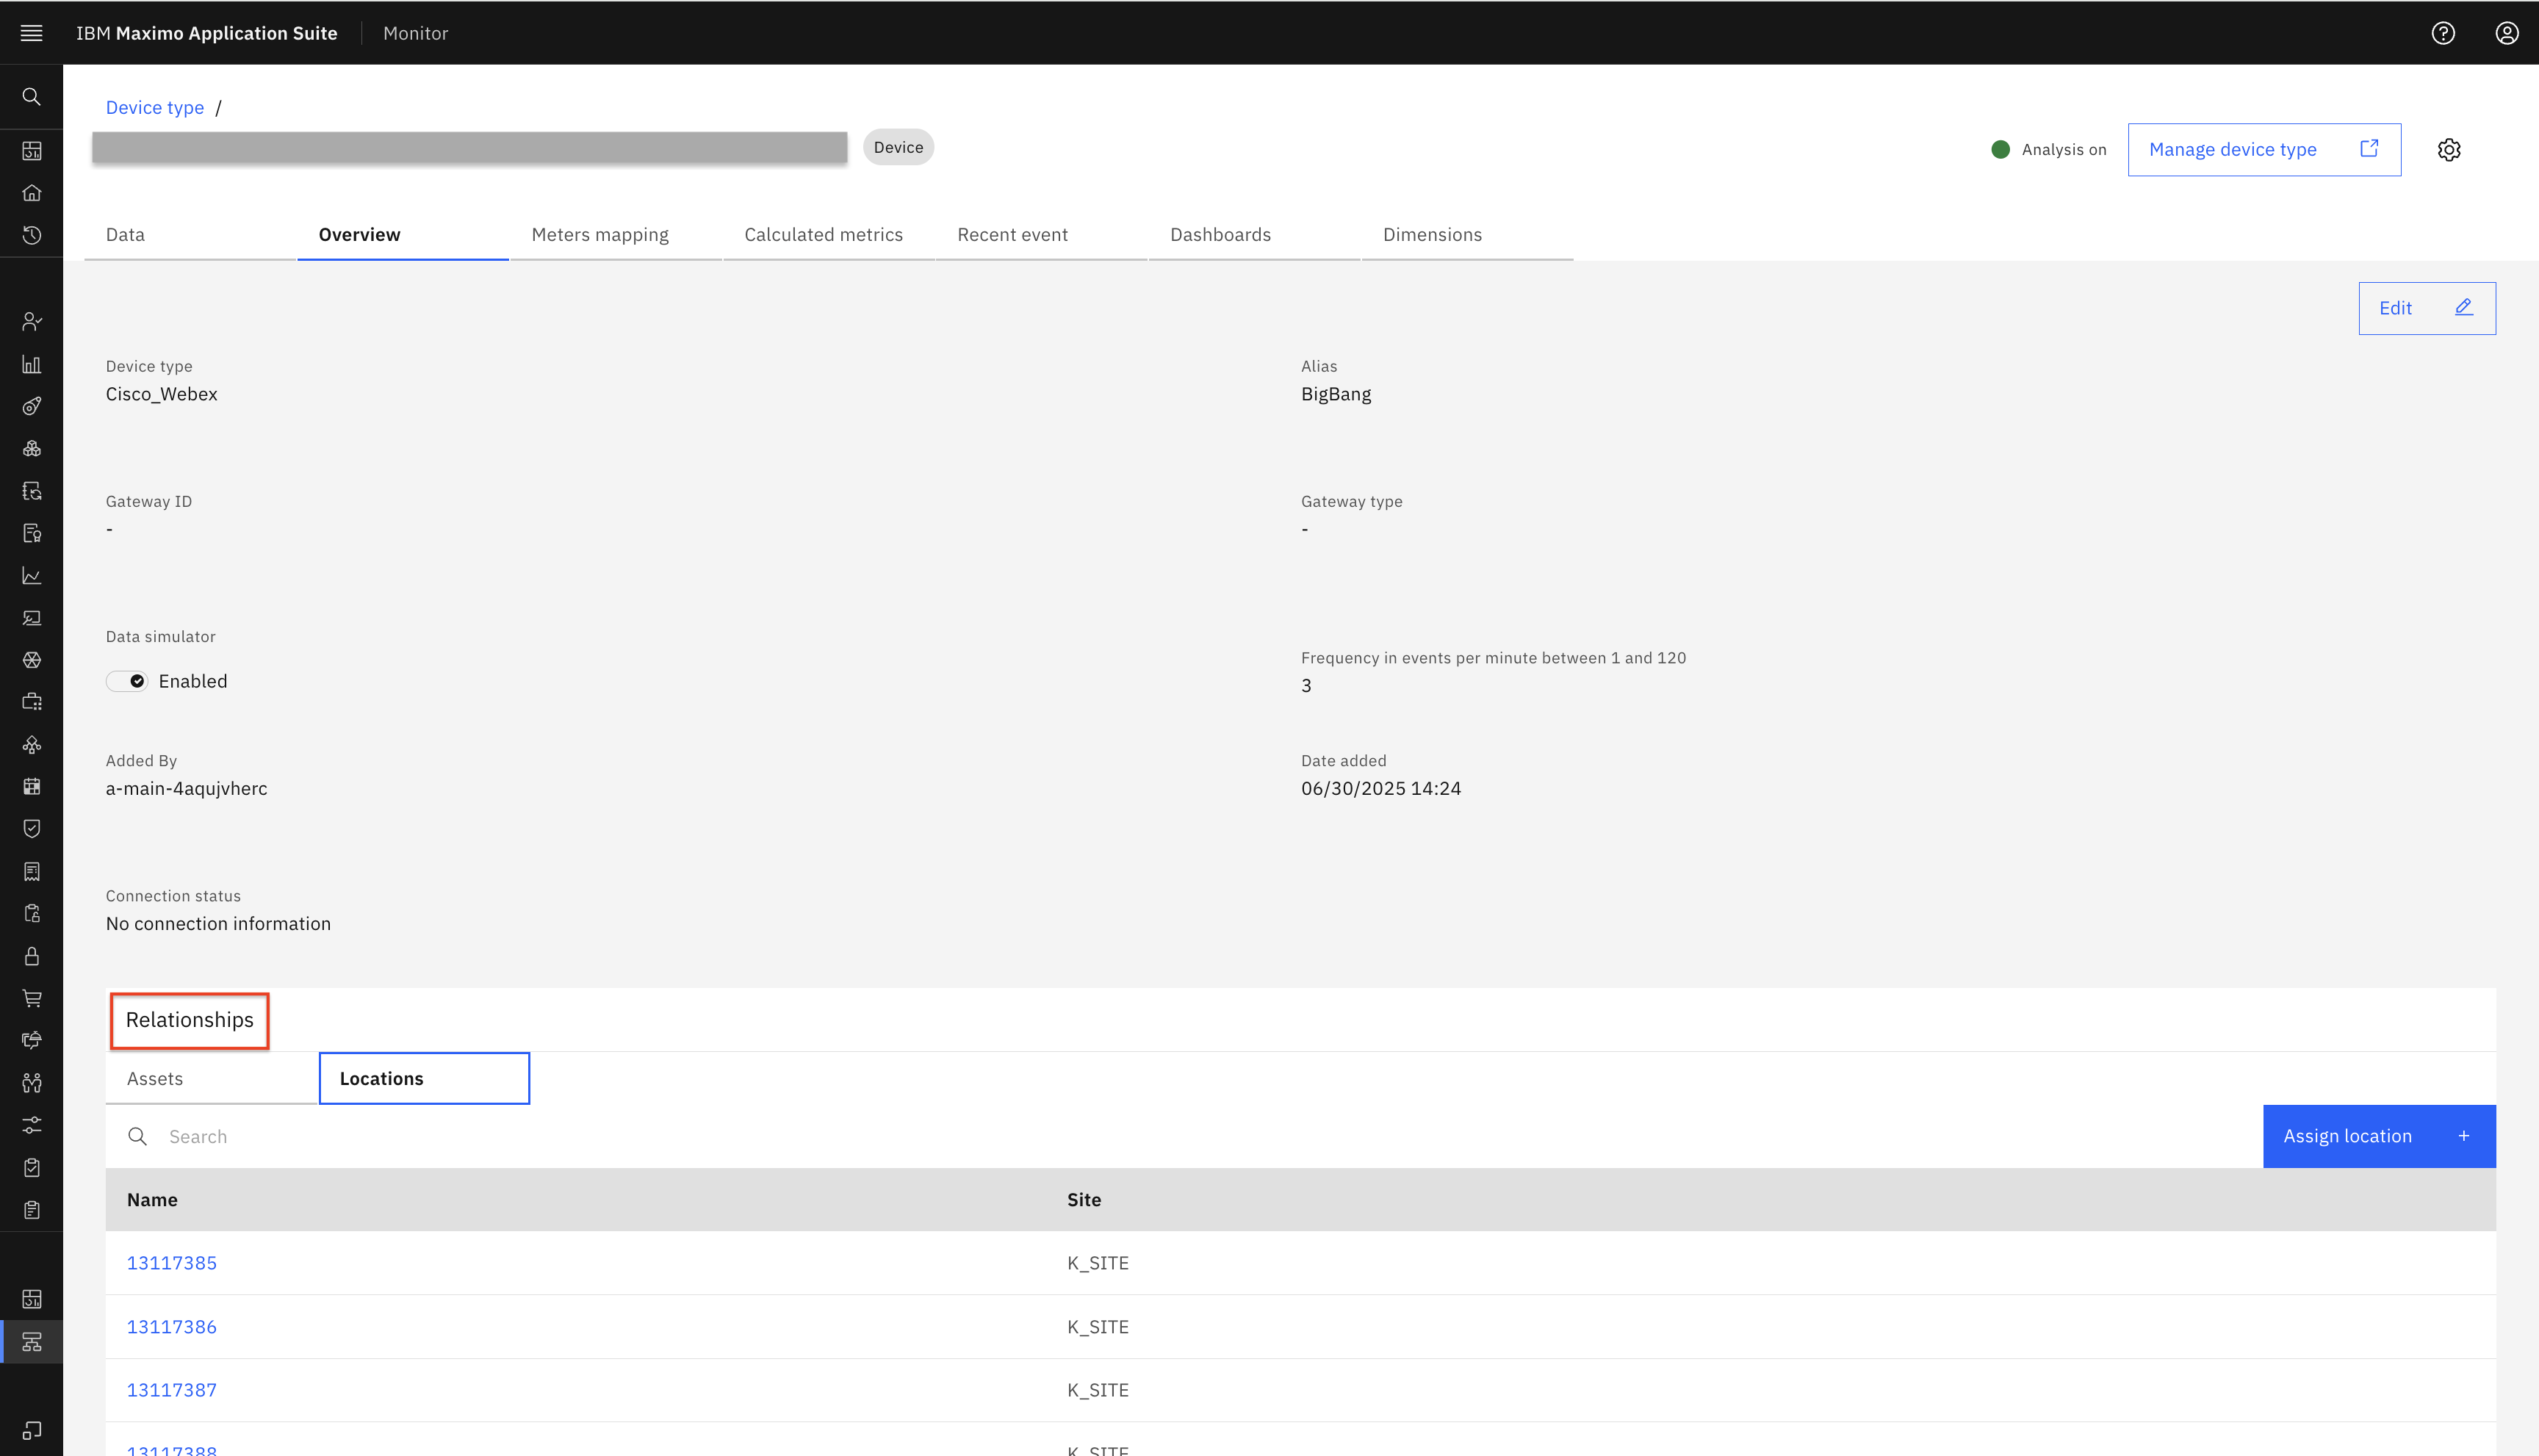 IBM Maximo Application Suite Monitor
Device type /
Device
Analysis on
Manage device type
Data Overview Meters mapping Calculated metrics Recent event Dashboards Dimensions
Edit
Device type Alias
Cisco_Webex BigBang
Gateway ID Gateway type
- -
Data simulator
Frequency in events per minute between 1 and 120
Enabled 3
Added By Date added
a-main-4aqujvherc 06/30/2025 14:24
Connection status
No connection information
Relationships
Assets Locations
Search Assign location +
Name Site
13117385 K_SITE
13117386 K_SITE
13117387 K_SITE
13117388 K_SITE